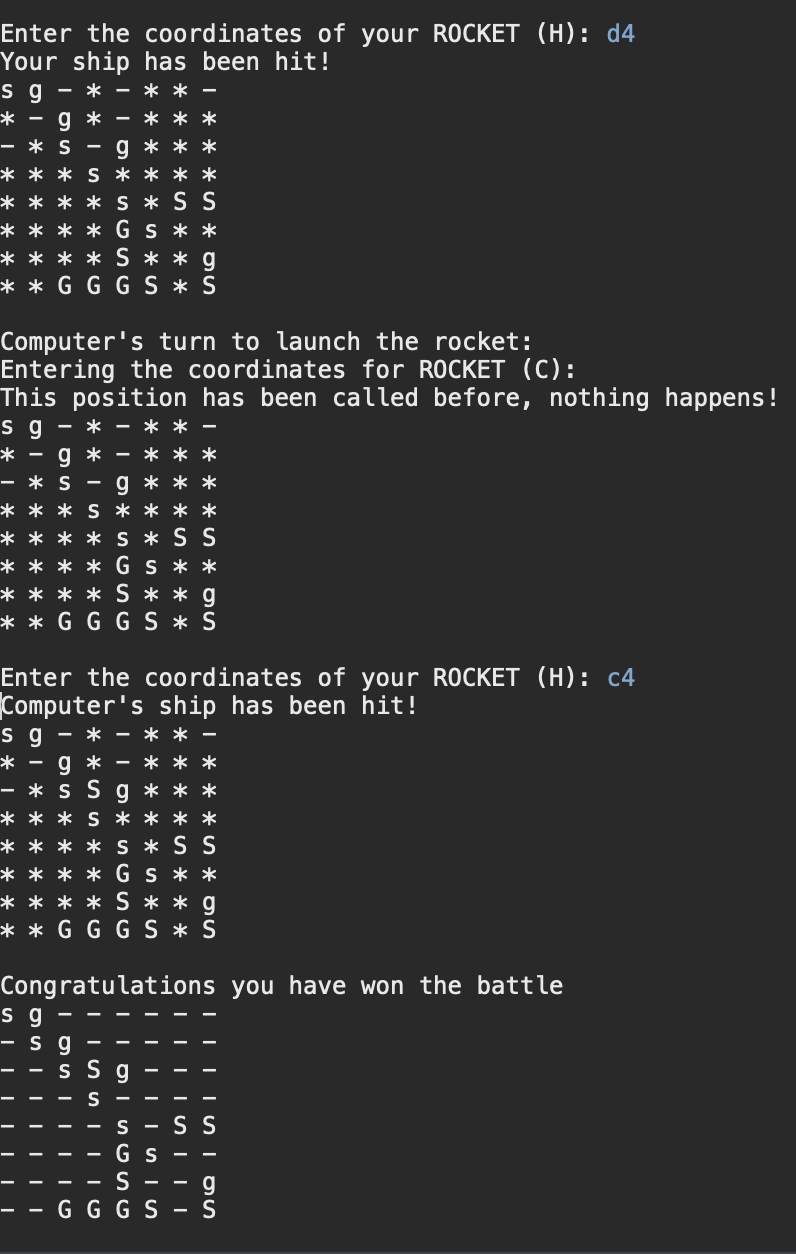 Enter the coordinates of your ROCKET (H): d4
Your ship has been hit!
s g - * - * * -
* - g * - * * *
- * s - g * * *
* * * s * * * *
* * * * s * S S
* * * * G s * *
* * * * S * * g
* * G G G S * S
Computer's turn to launch the rocket:
Entering the coordinates for ROCKET (C):
This position has been called before, nothing happens!
s g - * - * * -
* - g * - * * *
- * s - g * * *
* * * s * * * *
* * * * s * S S
* * * * G s * *
* * * * S * * g
* * G G G S * S
Enter the coordinates of your ROCKET (H): c4
Computer's ship has been hit!
s g - * - * * -
* - g * - * * *
- * s S g * * *
* * * s * * * *
* * * * s * S S
* * * * G s * *
* * * * S * * g
* * G G G S * S
Congratulations you have won the battle
s g - - - - - -
- s g - - - - -
- - s S g - - -
- - - s - - - -
- - - - s - S S
- - - - G s - -
- - - - S - - g
- - G G G S - S